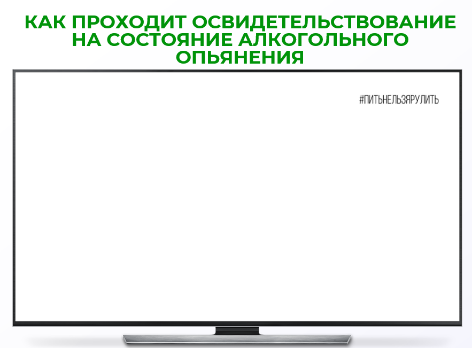 КАК ПРОХОДИТ ОСВИДЕТЕЛЬСТВОВАНИЕ
НА СОСТОЯНИЕ АЛКОГОЛЬНОГО
ОПЬЯНЕНИЯ
#ПИТЬНЕЛЬЗЯРУЛИТЬ